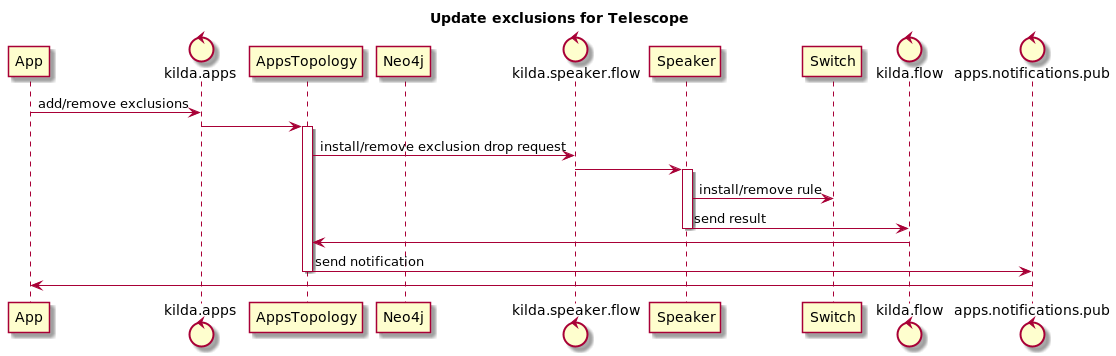 Update exclusions for Telescope
App
kilda.apps
AppsTopology
Neo4j
kilda.speaker.flow
Speaker
Switch
kilda.flow
apps.notifications.pub
add/remove exclusions
install/remove exclusion drop request
install/remove rule
send result
send notification
App
kilda.apps
AppsTopology
Neo4j
kilda.speaker.flow
Speaker
Switch
kilda.flow
apps.notifications.pub